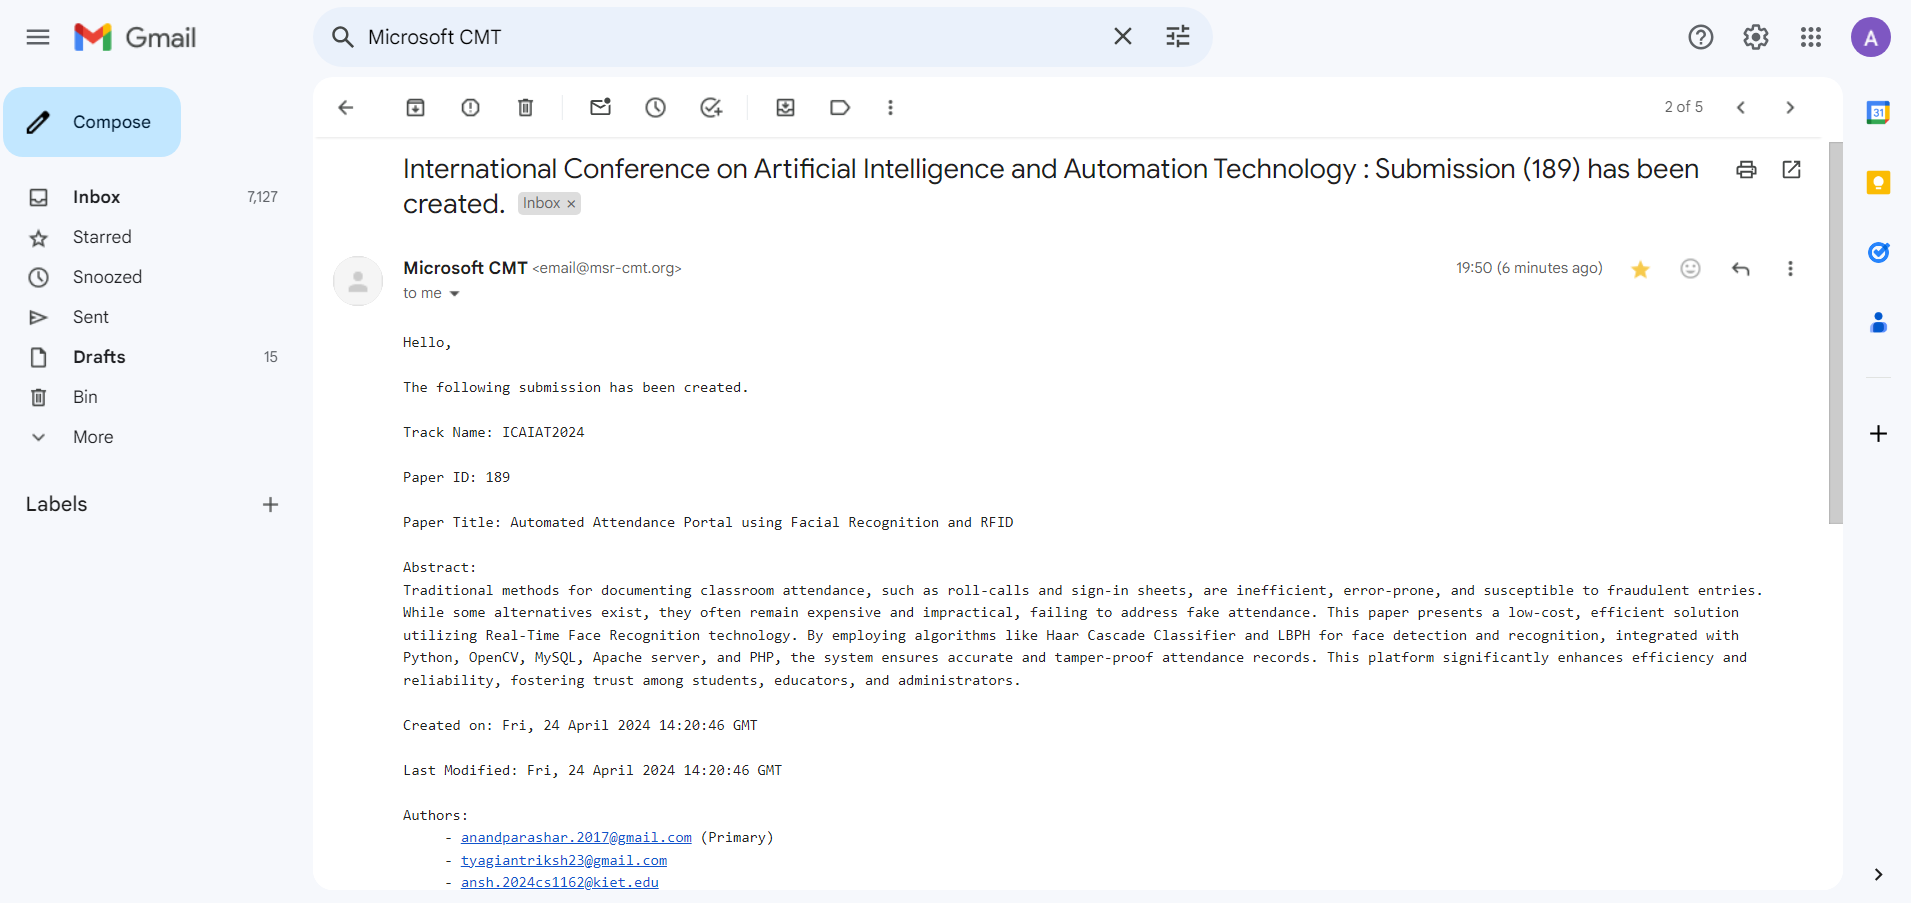 Gmail
Microsoft CMT
A
Compose
2 of 5
31
Inbox 7,127
Starred
Snoozed
Sent
Drafts 15
Bin
More
Labels
International Conference on Artificial Intelligence and Automation Technology : Submission (189) has been
created. Inbox x
Microsoft CMT <email@msr-cmt.org>
19:50 (6 minutes ago)
to me
Hello,
The following submission has been created.
Track Name: ICAIAT2024
Paper ID: 189
Paper Title: Automated Attendance Portal using Facial Recognition and RFID
Abstract:
Traditional methods for documenting classroom attendance, such as roll-calls and sign-in sheets, are inefficient, error-prone, and susceptible to fraudulent entries.
While some alternatives exist, they often remain expensive and impractical, failing to address fake attendance. This paper presents a low-cost, efficient solution
utilizing Real-Time Face Recognition technology. By employing algorithms like Haar Cascade Classifier and LBPH for face detection and recognition, integrated with
Python, OpenCV, MySQL, Apache server, and PHP, the system ensures accurate and tamper-proof attendance records. This platform significantly enhances efficiency and
reliability, fostering trust among students, educators, and administrators.
Created on: Fri, 24 April 2024 14:20:46 GMT
Last Modified: Fri, 24 April 2024 14:20:46 GMT
Authors:
- anandparashar.2017@gmail.com (Primary)
- tyagiantriksh23@gmail.com
- ansh.2024cs1162@kiet.edu